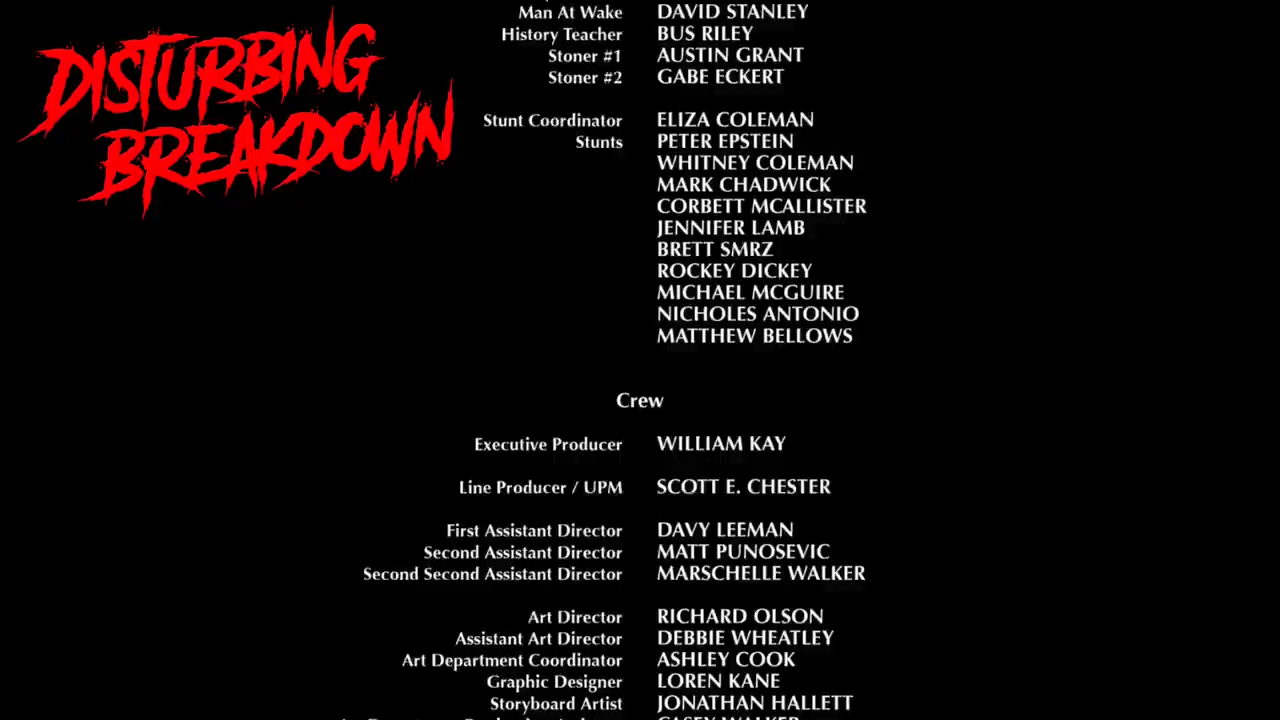 DISTURBING
BREAKDOWN
Man At Wake DAVID STANLEY
History Teacher BUS RILEY
Stoner #1 AUSTIN GRANT
Stoner #2 GABE ECKERT
Stunt Coordinator ELIZA COLEMAN
Stunts PETER EPSTEIN
WHITNEY COLEMAN
MARK CHADWICK
CORBETT MCALLISTER
JENNIFER LAMB
BRETT SMRZ
ROCKEY DICKEY
MICHAEL MCGUIRE
NICHOLES ANTONIO
MATTHEW BELLOWS
Crew
Executive Producer WILLIAM KAY
Line Producer / UPM SCOTT E. CHESTER
First Assistant Director DAVY LEEMAN
Second Assistant Director MATT PUNOSEVIC
Second Second Assistant Director MARSCHELLE WALKER
Art Director RICHARD OLSON
Assistant Art Director DEBBIE WHEATLEY
Art Department Coordinator ASHLEY COOK
Graphic Designer LOREN KANE
Storyboard Artist JONATHAN HALLETT
CASEY WALKER